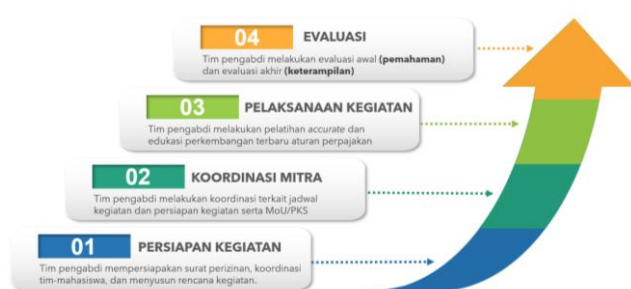 04 EVALUASI
Tim pengabdi melakukan evaluasi awal (pemahaman)
dan evaluasi akhir (keterampilan)
03 PELAKSANAAN KEGIATAN
Tim pengabdi melakukan pelatihan accurate dan
edukasi perkembangan terbaru aturan perpajakan
02 KOORDINASI MITRA
Tim pengabdi melakukan koordinasi terkait jadwal
kegiatan dan persiapan kegiatan serta MoU/PKS
01 PERSIAPAN KEGIATAN
Tim pengabdi mempersiapakan surat perizinan, koordinasi
tim-mahasiswa, dan menyusun rencana kegiatan.